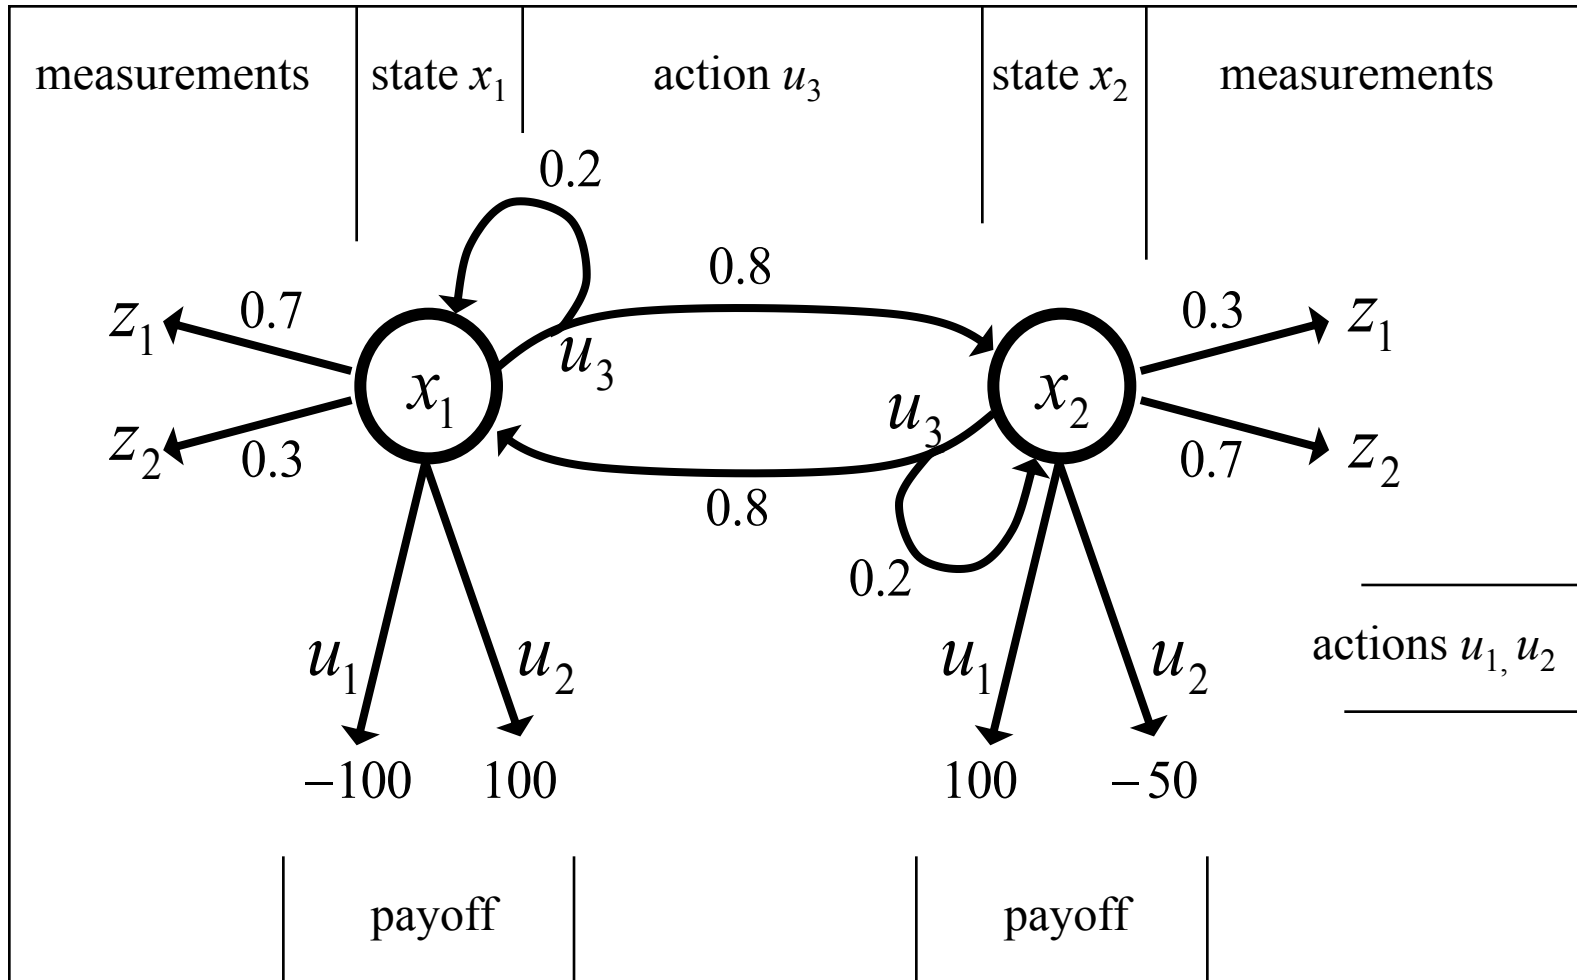 measurements state x₁ action u₃ state x₂ measurements
0.2
0.8
z₁ 0.7 0.3 z₁
u₃
x₁ u₃ x₂
z₂ 0.3 0.7 z₂
0.8
0.2
u₁ u₂ u₁ u₂ actions u₁, u₂
−100 100 100 −50
payoff payoff